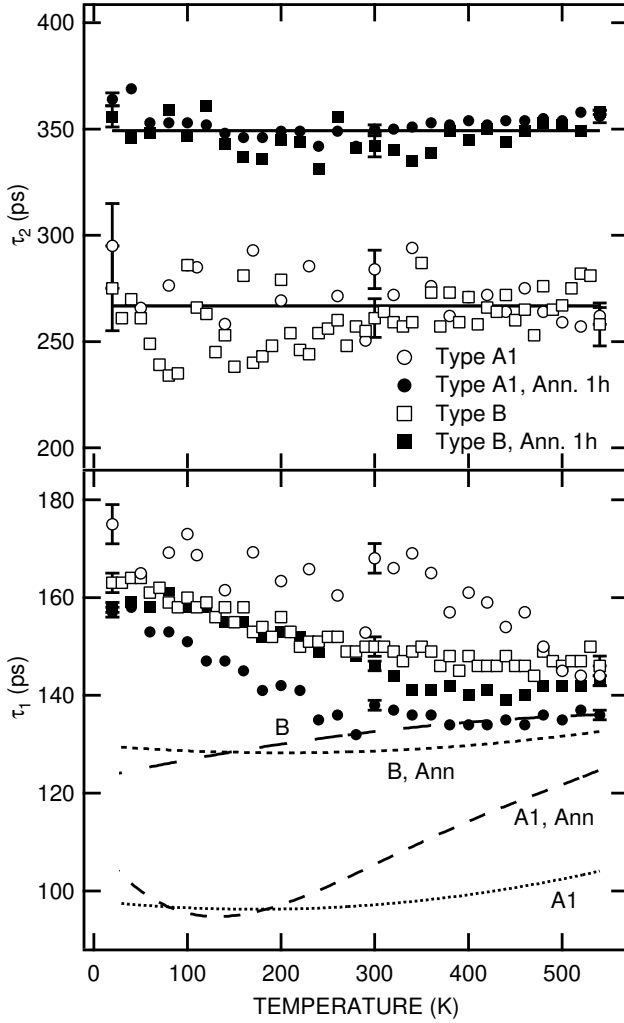 400
350
300
250
200
τ2 (ps)
Type A1
Type A1, Ann. 1h
Type B
Type B, Ann. 1h
180
160
140
120
100
τ1 (ps)
B
B, Ann
A1, Ann
A1
0 100 200 300 400 500
TEMPERATURE (K)